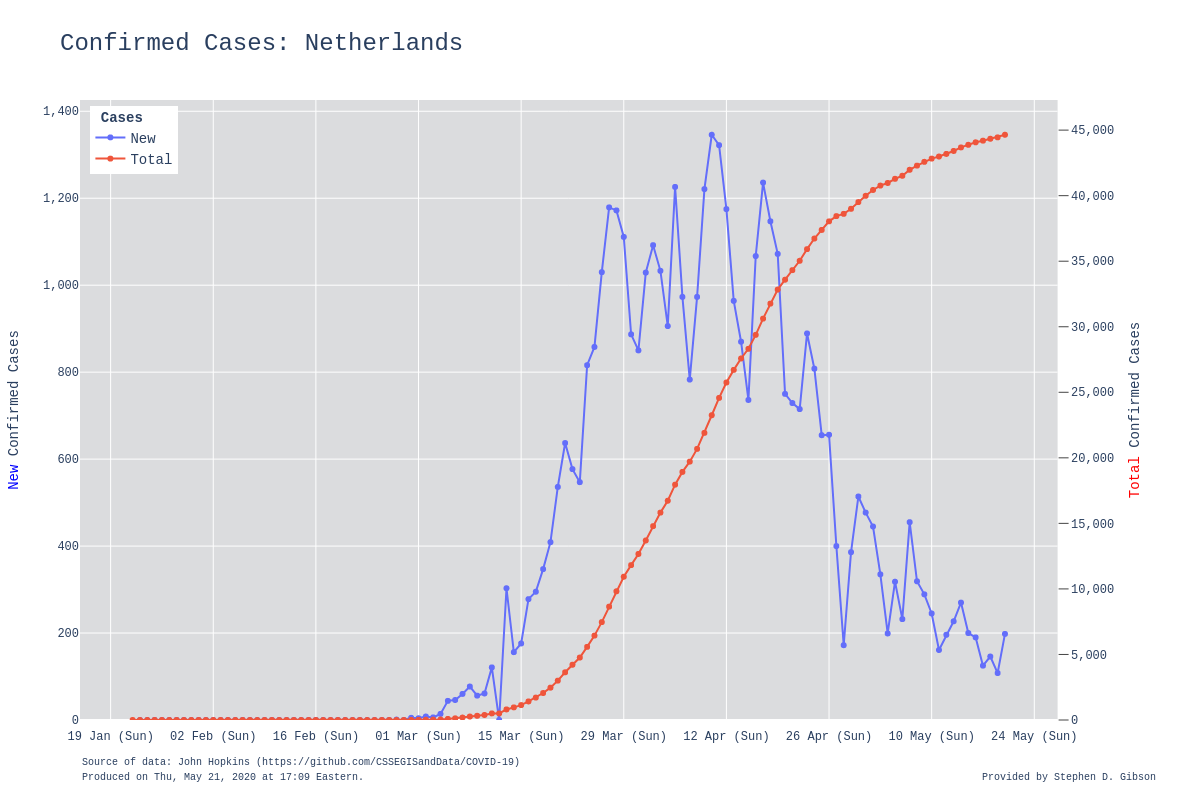 Confirmed Cases: Netherlands
Cases
New
Total
1,400
1,200
1,000
800
600
400
200
0
New Confirmed Cases
45,000
40,000
35,000
30,000
25,000
20,000
15,000
10,000
5,000
0
Total Confirmed Cases
19 Jan (Sun) 02 Feb (Sun) 16 Feb (Sun) 01 Mar (Sun) 15 Mar (Sun) 29 Mar (Sun) 12 Apr (Sun) 26 Apr (Sun) 10 May (Sun) 24 May (Sun)
Source of data: John Hopkins (https://github.com/CSSEGISandData/COVID-19)
Produced on Thu, May 21, 2020 at 17:09 Eastern.
Provided by Stephen D. Gibson